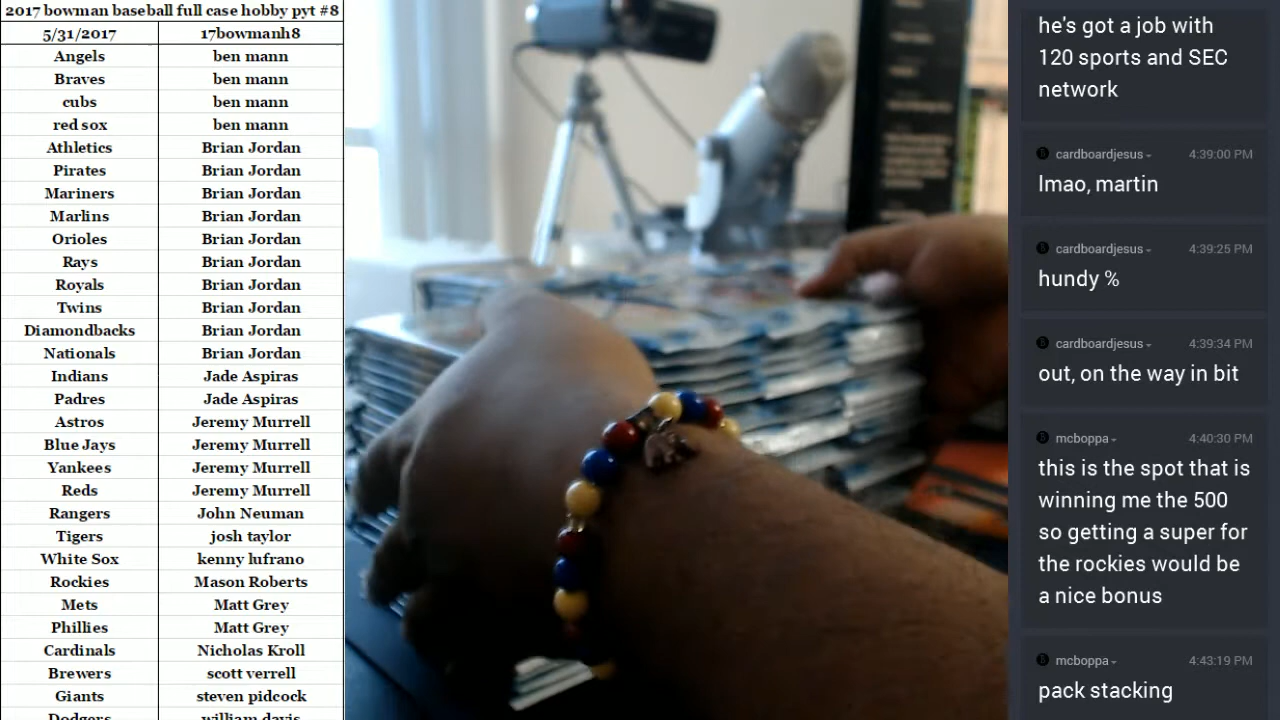 2017 bowman baseball full case hobby pyt #8
5/31/2017 17bowmanh8
Angels ben mann
Braves ben mann
cubs ben mann
red sox ben mann
Athletics Brian Jordan
Pirates Brian Jordan
Mariners Brian Jordan
Marlins Brian Jordan
Orioles Brian Jordan
Rays Brian Jordan
Royals Brian Jordan
Twins Brian Jordan
Diamondbacks Brian Jordan
Nationals Brian Jordan
Indians Jade Aspiras
Padres Jade Aspiras
Astros Jeremy Murrell
Blue Jays Jeremy Murrell
Yankees Jeremy Murrell
Reds Jeremy Murrell
Rangers John Neuman
Tigers josh taylor
White Sox kenny lufrano
Rockies Mason Roberts
Mets Matt Grey
Phillies Matt Grey
Cardinals Nicholas Kroll
Brewers scott verrell
Giants steven pidcock
Dodgers william davis
he's got a job with
120 sports and SEC
network
cardboardjesus 4:39:00 PM
lmao, martin
cardboardjesus 4:39:25 PM
hundy %
cardboardjesus 4:39:34 PM
out, on the way in bit
mcboppa 4:40:30 PM
this is the spot that is
winning me the 500
so getting a super for
the rockies would be
a nice bonus
mcboppa 4:43:19 PM
pack stacking